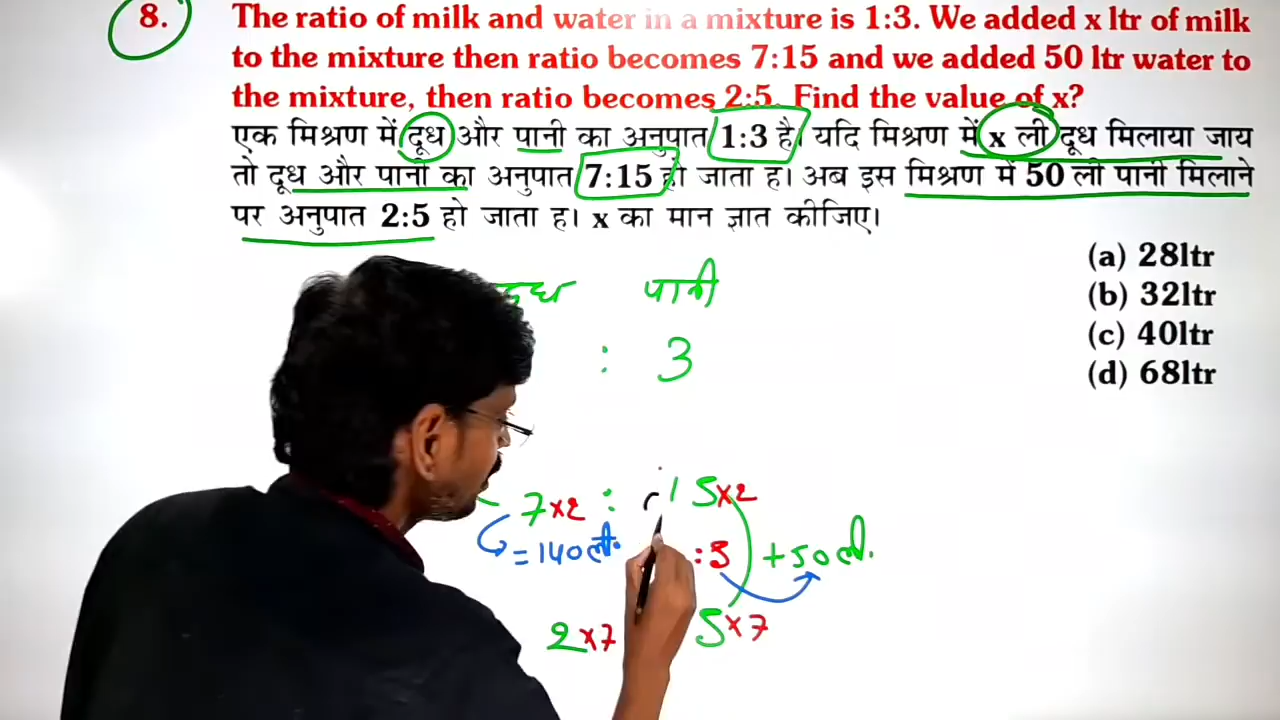 8. The ratio of milk and water in a mixture is 1:3. We added x ltr of milk
to the mixture then ratio becomes 7:15 and we added 50 ltr water to
the mixture, then ratio becomes 2:5. Find the value of x?
एक मिश्रण में दूध और पानी का अनुपात 1:3 है। यदि मिश्रण में x ली दूध मिलाया जाय
तो दूध और पानी का अनुपात 7:15 हो जाता ह। अब इस मिश्रण में 50 ली पानी मिलाने
पर अनुपात 2:5 हो जाता ह। x का मान ज्ञात कीजिए।
(a) 28ltr
(b) 32ltr
(c) 40ltr
(d) 68ltr
दूध पानी
: 3
7×2 : 15×2
=140ली. :5 +50ली.
2×7 5×7